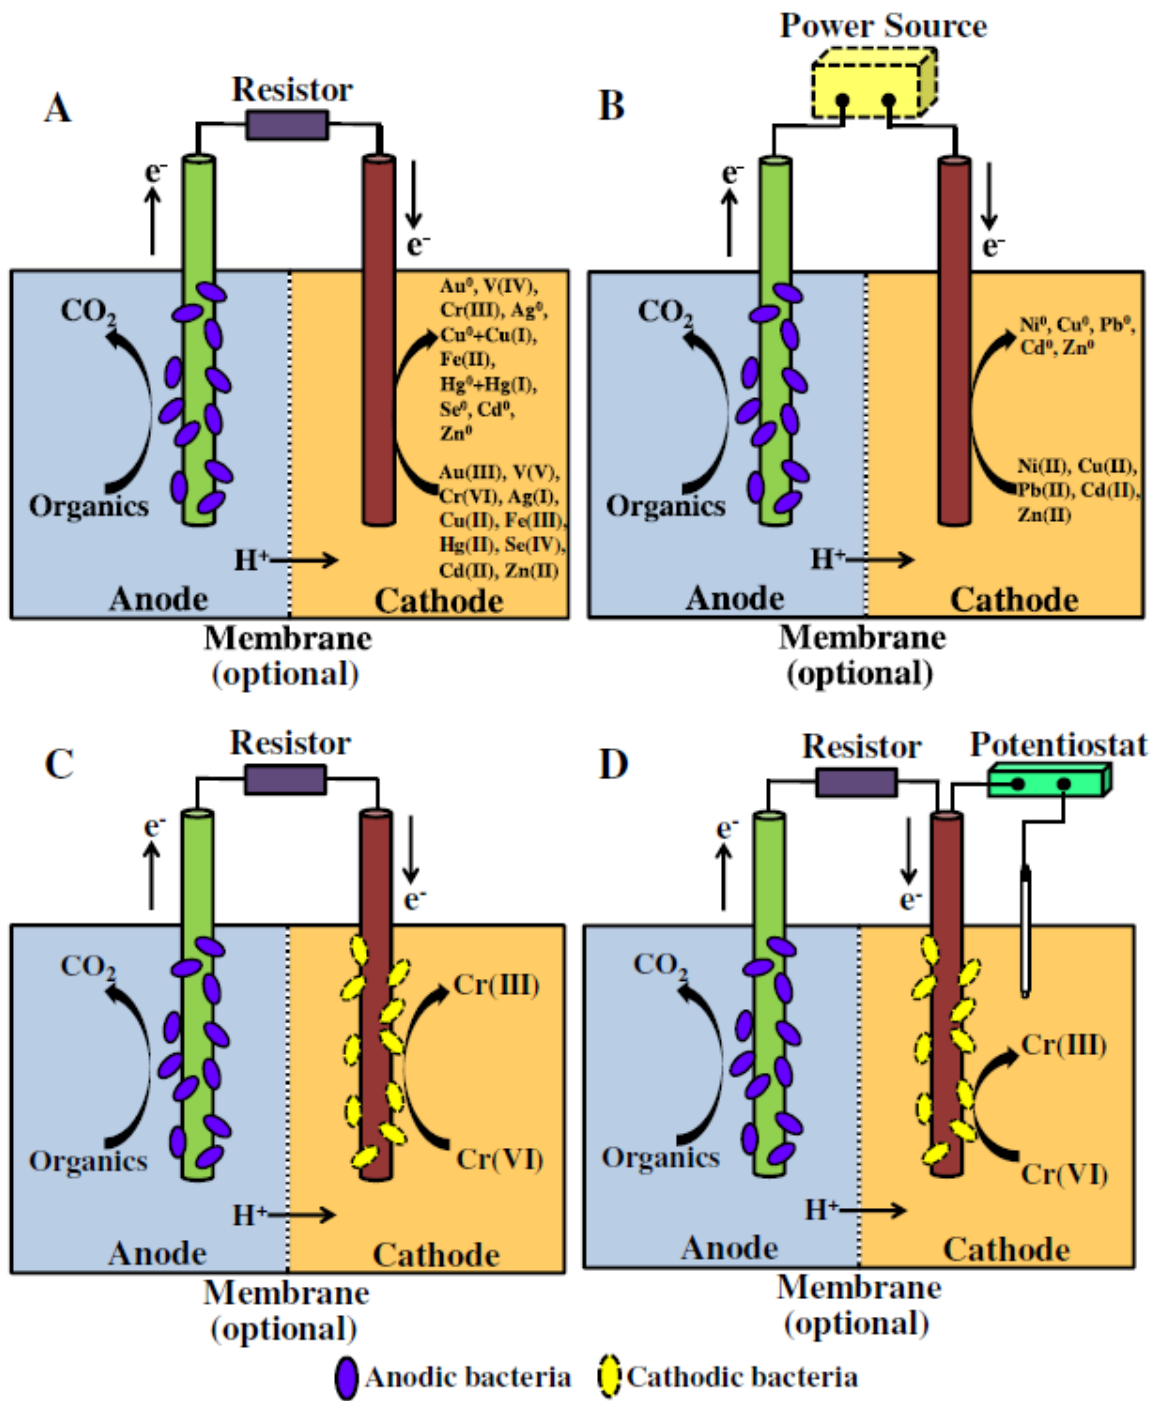 A
Resistor
e⁻
e⁻
CO₂
Organics
Au⁰, V(IV),
Cr(III), Ag⁰,
Cu⁰+Cu(I),
Fe(II),
Hg⁰+Hg(I),
Se⁰, Cd⁰,
Zn⁰
Au(III), V(V),
Cr(VI), Ag(I),
Cu(II), Fe(III),
Hg(II), Se(IV),
Cd(II), Zn(II)
H⁺
Anode
Cathode
Membrane
(optional)
B
Power Source
e⁻
e⁻
CO₂
Organics
Ni⁰, Cu⁰, Pb⁰,
Cd⁰, Zn⁰
Ni(II), Cu(II),
Pb(II), Cd(II),
Zn(II)
H⁺
Anode
Cathode
Membrane
(optional)
C
Resistor
e⁻
e⁻
CO₂
Organics
Cr(III)
Cr(VI)
H⁺
Anode
Cathode
Membrane
(optional)
D
Resistor
Potentiostat
e⁻
e⁻
CO₂
Organics
Cr(III)
Cr(VI)
H⁺
Anode
Cathode
Membrane
(optional)
Anodic bacteria
Cathodic bacteria